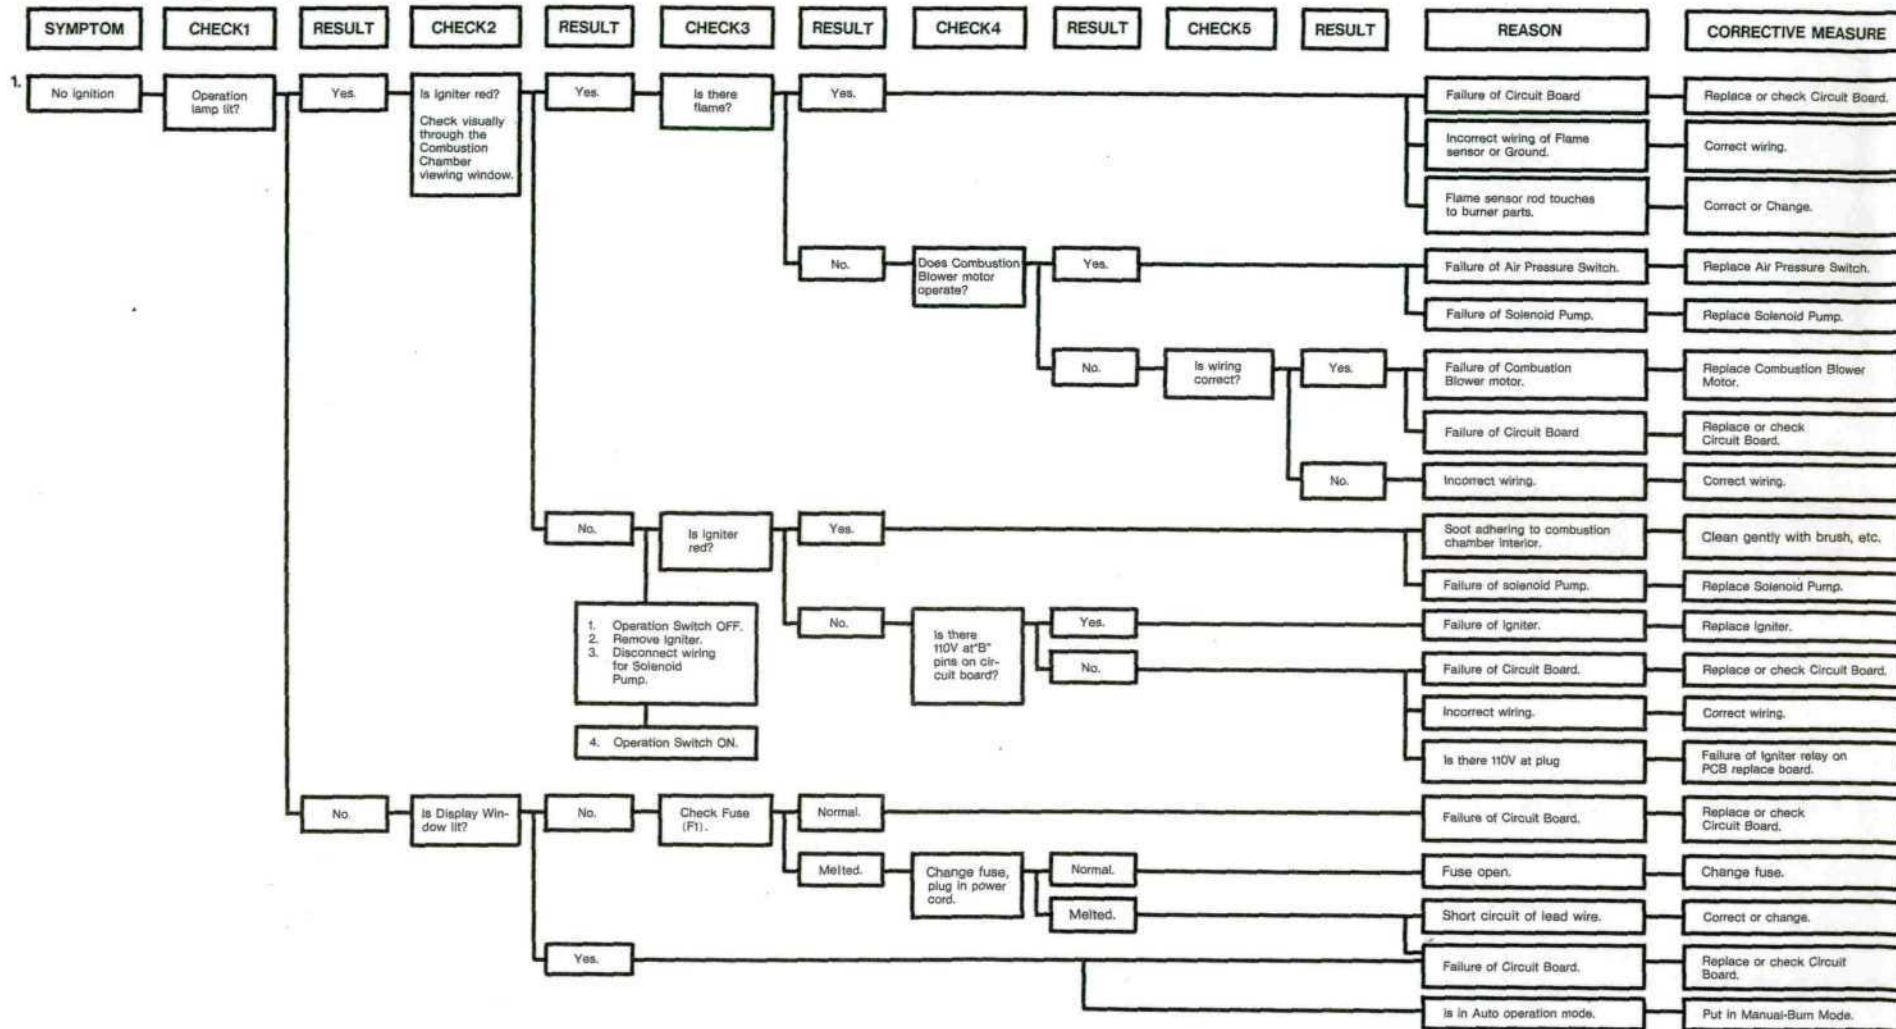 SYMPTOM CHECK1 RESULT CHECK2 RESULT CHECK3 RESULT CHECK4 RESULT CHECK5 RESULT REASON CORRECTIVE MEASURE
1.
No ignition
Operation
lamp lit?
Yes.
Is Igniter red?
Check visually
through the
Combustion
Chamber
viewing window.
Yes.
Is there
flame?
Yes.
Failure of Circuit Board
Replace or check Circuit Board.
Incorrect wiring of Flame
sensor or Ground.
Correct wiring.
Flame sensor rod touches
to burner parts.
Correct or Change.
No.
Does Combustion
Blower motor
operate?
Yes.
Failure of Air Pressure Switch.
Replace Air Pressure Switch.
Failure of Solenoid Pump.
Replace Solenoid Pump.
No.
Is wiring
correct?
Yes.
Failure of Combustion
Blower motor.
Replace Combustion Blower
Motor.
Failure of Circuit Board
Replace or check
Circuit Board.
No.
Incorrect wiring.
Correct wiring.
No.
Is igniter
red?
Yes.
Soot adhering to combustion
chamber interior.
Clean gently with brush, etc.
Failure of solenoid Pump.
Replace Solenoid Pump.
1. Operation Switch OFF.
2. Remove Igniter.
3. Disconnect wiring
for Solenoid
Pump.
4. Operation Switch ON.
No.
Is there
110V at"B"
pins on cir-
cuit board?
Yes.
Failure of Igniter.
Replace Igniter.
No.
Failure of Circuit Board.
Replace or check Circuit Board.
Incorrect wiring.
Correct wiring.
Is there 110V at plug
Failure of Igniter relay on
PCB replace board.
No.
Is Display Win-
dow lit?
No.
Check Fuse
(F1).
Normal.
Failure of Circuit Board.
Replace or check
Circuit Board.
Melted.
Change fuse,
plug in power
cord.
Normal.
Fuse open.
Change fuse.
Melted.
Short circuit of lead wire.
Correct or change.
Yes.
Failure of Circuit Board.
Replace or check Circuit
Board.
Is in Auto operation mode.
Put in Manual-Burn Mode.